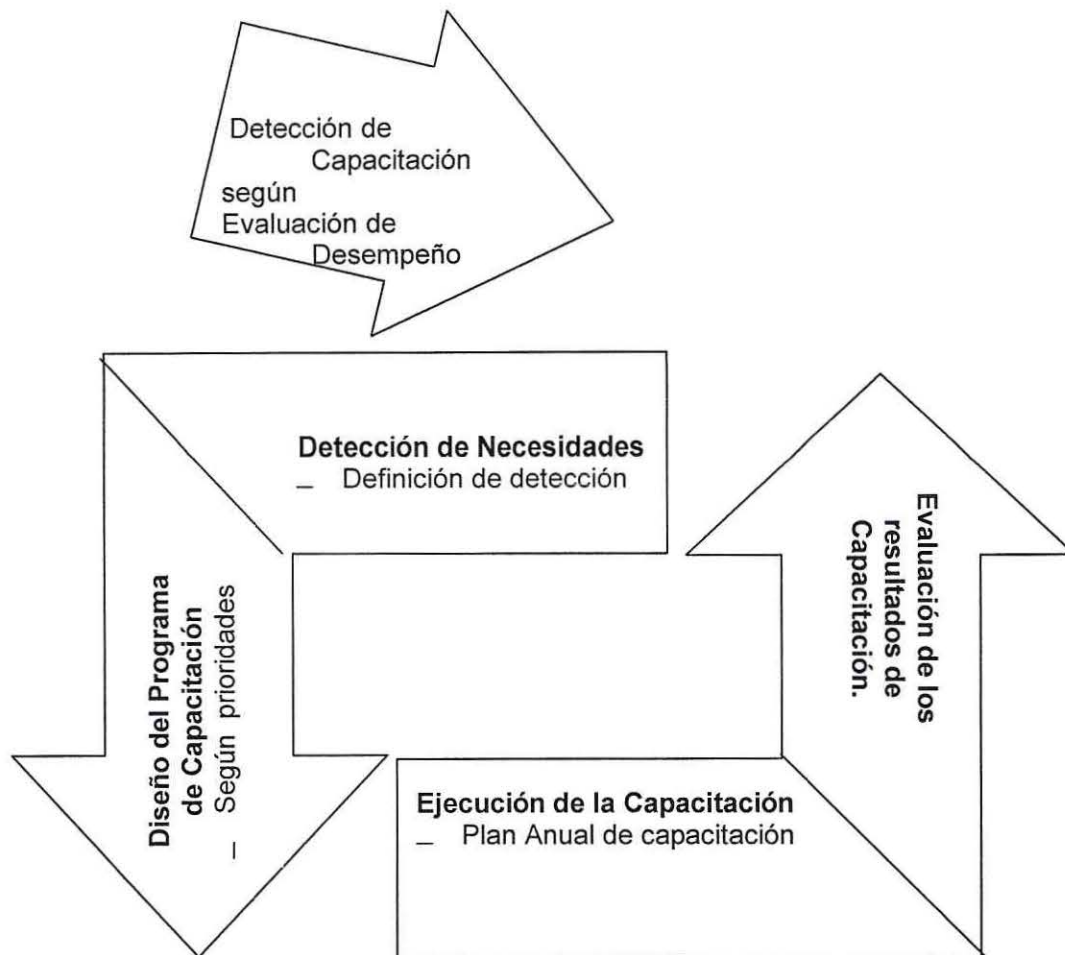 Detección de
Capacitación
según
Evaluación de
Desempeño
Detección de Necesidades
_ Definición de detección
Diseño del Programa
de Capacitación
_ Según prioridades
Ejecución de la Capacitación
_ Plan Anual de capacitación
Evaluación de los
resultados de
Capacitación.